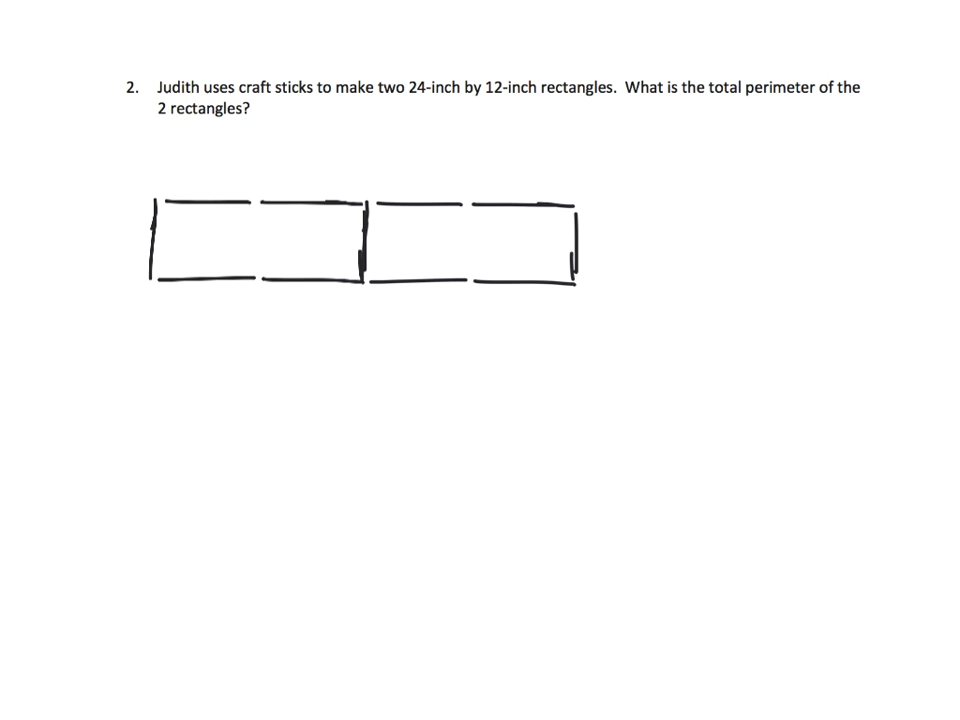 2. Judith uses craft sticks to make two 24-inch by 12-inch rectangles. What is the total perimeter of the
2 rectangles?